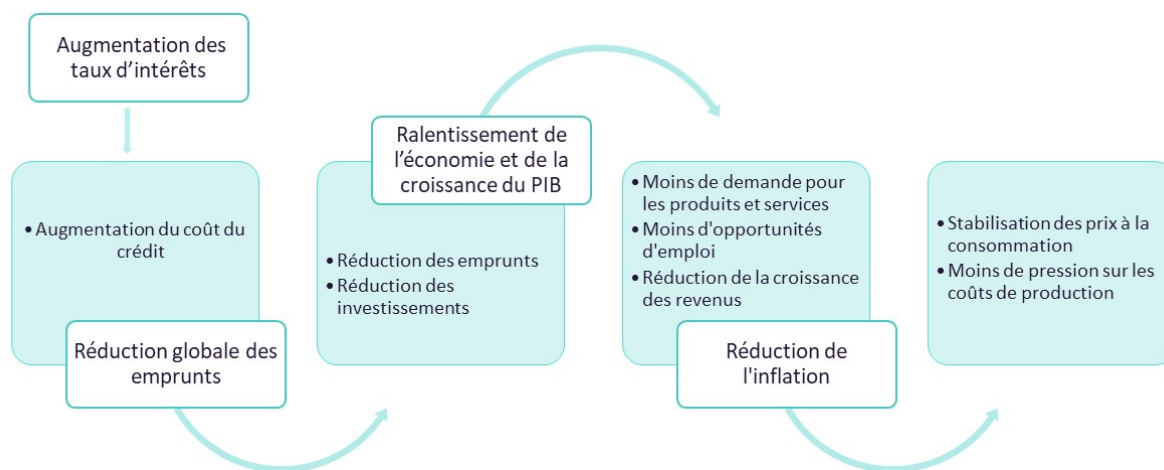 Augmentation des
taux d’intérêts
• Augmentation du coût du
crédit
Réduction globale des
emprunts
• Réduction des emprunts
• Réduction des
investissements
Ralentissement de
l’économie et de la
croissance du PIB
• Moins de demande pour
les produits et services
• Moins d'opportunités
d'emploi
• Réduction de la croissance
des revenus
Réduction de
l'inflation
• Stabilisation des prix à la
consommation
• Moins de pression sur les
coûts de production